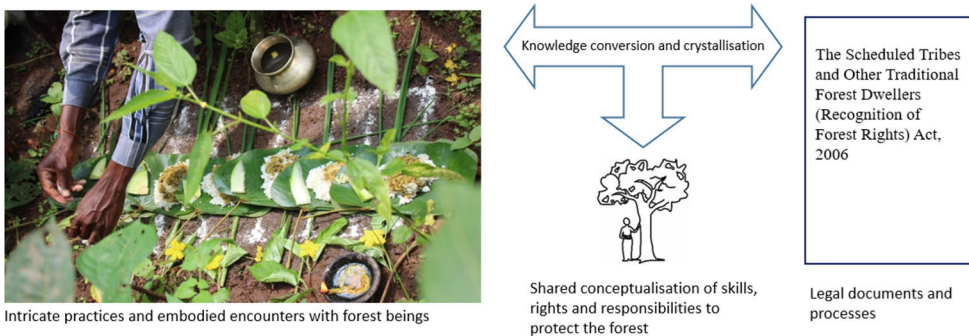 Knowledge conversion and crystallisation
The Scheduled Tribes
and Other Traditional
Forest Dwellers
(Recognition of
Forest Rights) Act,
2006
Intricate practices and embodied encounters with forest beings
Shared conceptualisation of skills,
rights and responsibilities to
protect the forest
Legal documents and
processes